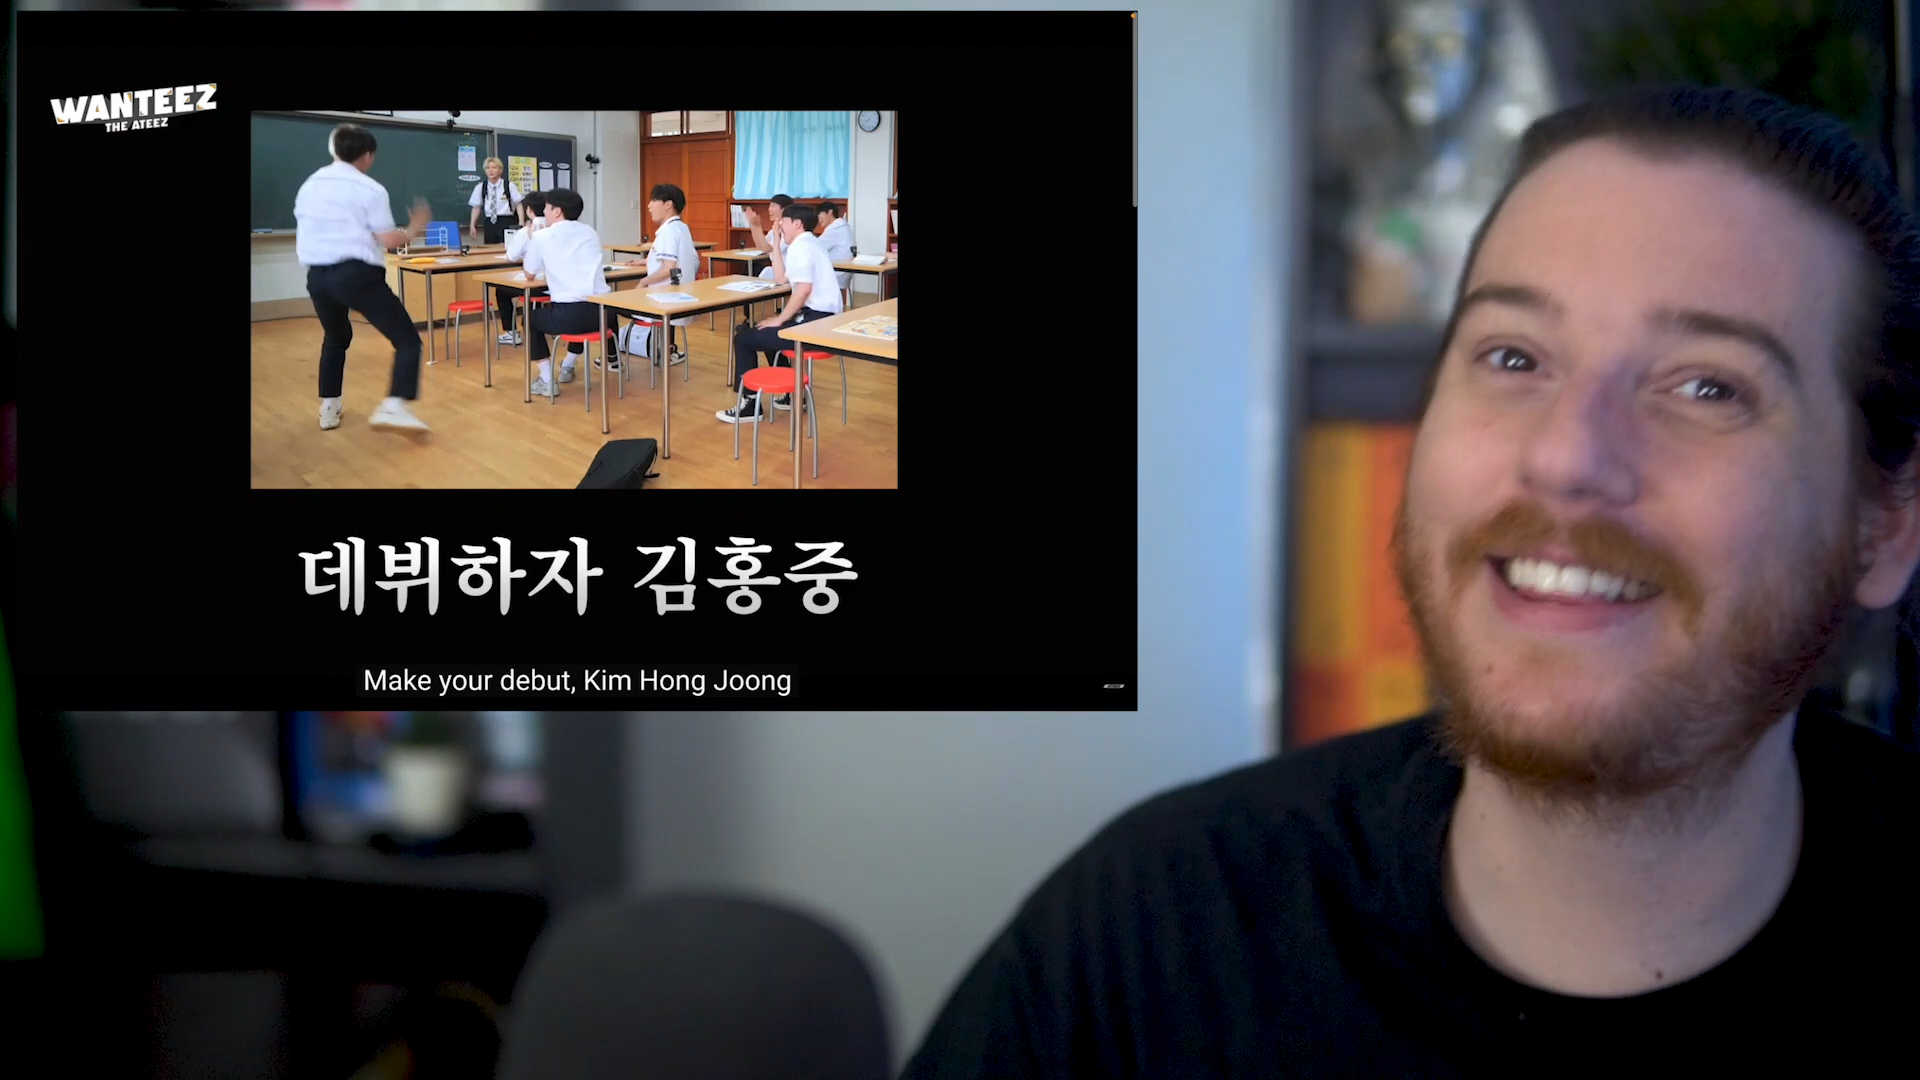 WANTEEZ
THE ATEEZ
데뷔하자 김홍중
Make your debut, Kim Hong Joong